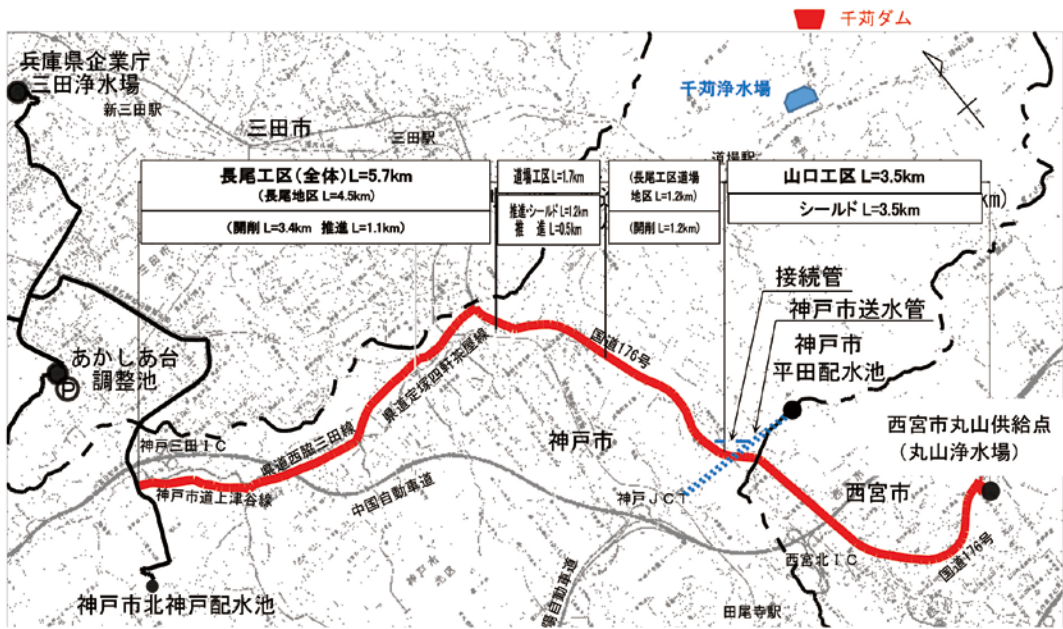 千苅ダム
兵庫県企業庁
三田浄水場
新三田駅
三田市
三田駅
千苅浄水場
道場駅
長尾工区(全体)L=5.7km
(長尾地区 L=4.5km)
(開削 L=3.4km 推進 L=1.1km)
道場工区 L=1.7km
推進・シールド L=1.2km
推 進 L=0.5km
(長尾工区道場
地区 L=1.2km)
(開削 L=1.2km)
山口工区 L=3.5km
シールド L=3.5km
km)
接続管
神戸市送水管
神戸市
平田配水池
あかしあ台
調整池
P
国道176号
県道定塚四軒茶屋線
県道西脇三田線
神戸三田IC
神戸市道上津谷線
中国自動車道
神戸市
神戸JCT
西宮市丸山供給点
(丸山浄水場)
西宮市
西宮北IC
国道176号
神戸市北神戸配水池
田尾寺駅
自動車道